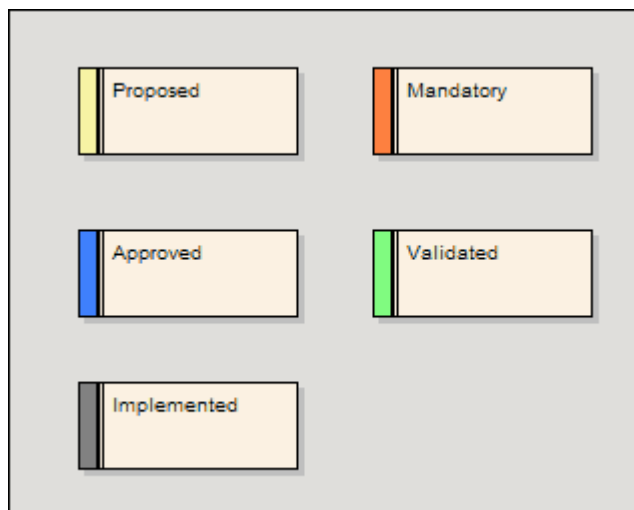 Proposed
Mandatory
Approved
Validated
Implemented